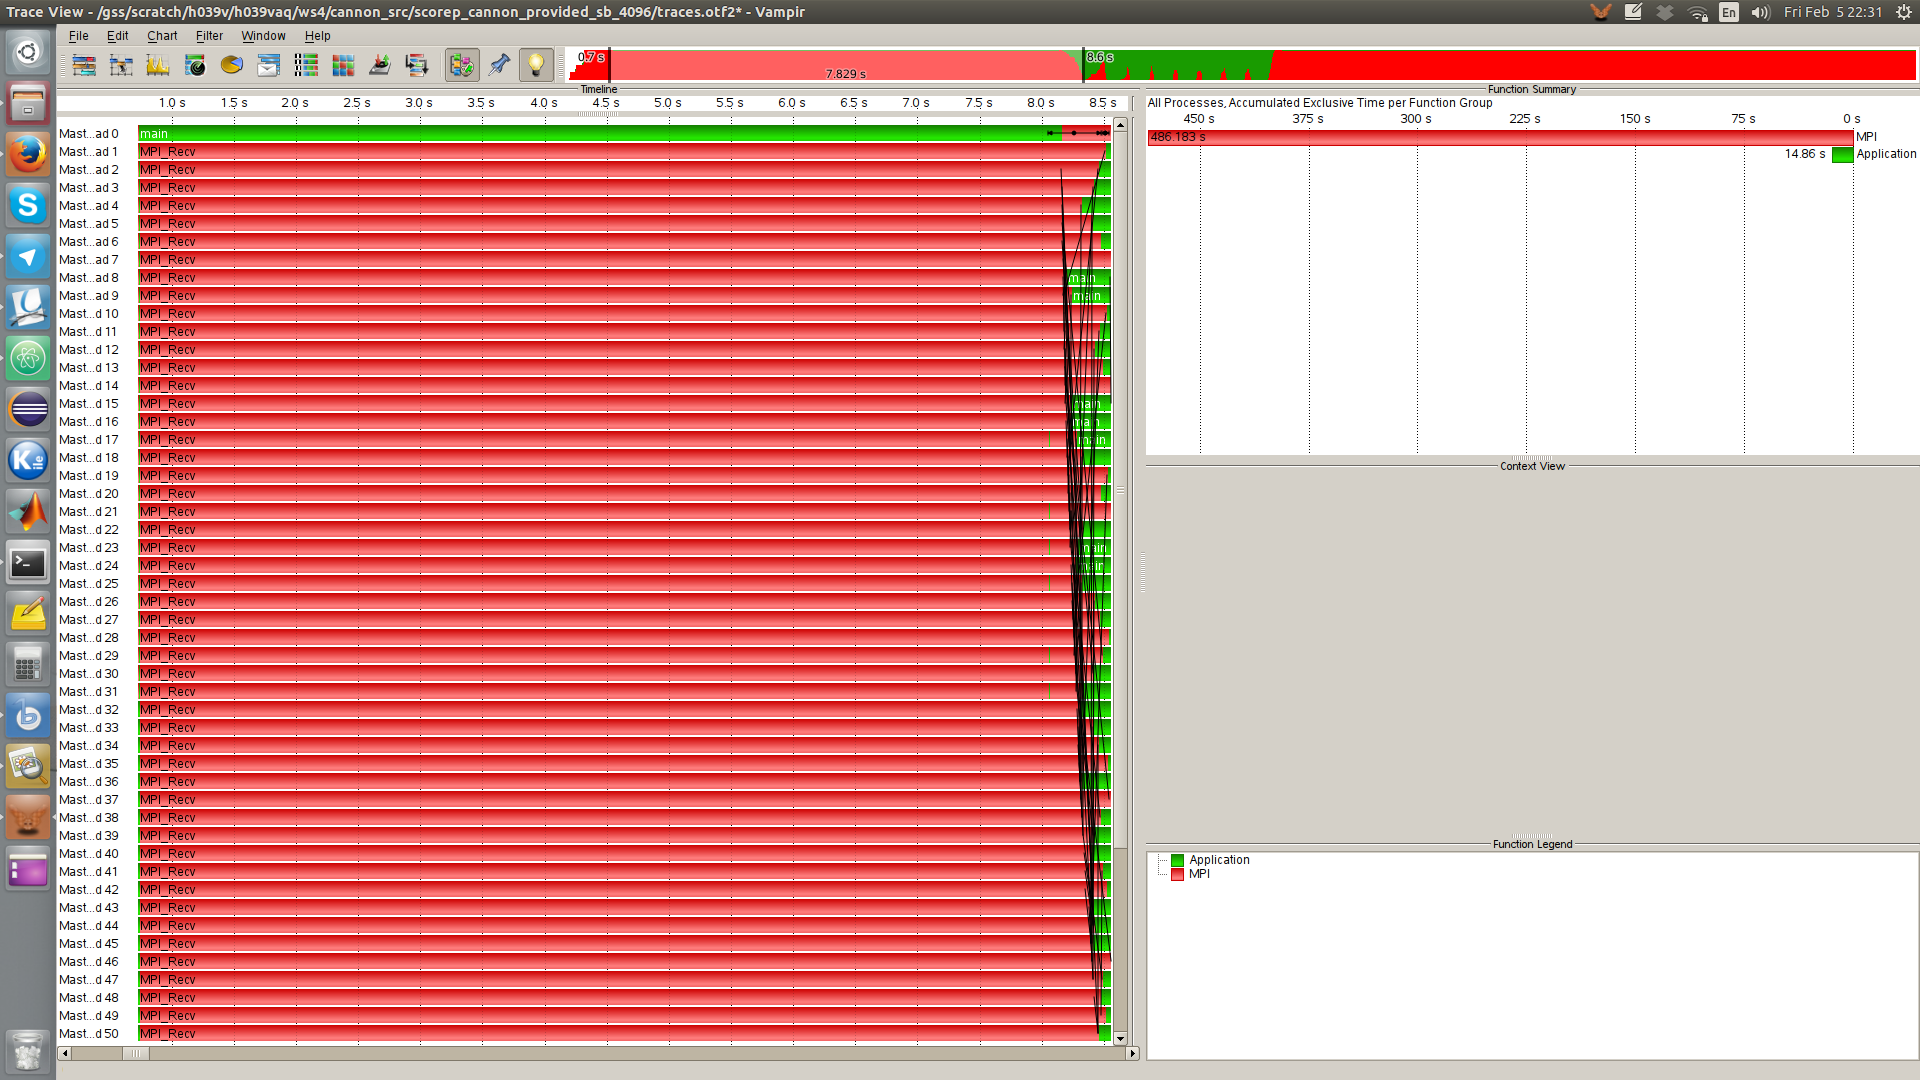 Trace View - /gss/scratch/h039v/h039vaq/ws4/cannon_src/scorep_cannon_provided_sb_4096/traces.otf2* - Vampir
En
Fri Feb 5 22:31
File Edit Chart Filter Window Help
0.7 s
7.829 s
8.6 s
Timeline
1.0 s 1.5 s 2.0 s 2.5 s 3.0 s 3.5 s 4.0 s 4.5 s 5.0 s 5.5 s 6.0 s 6.5 s 7.0 s 7.5 s 8.0 s 8.5 s
Mast...ad 0 main
Mast...ad 1 MPI_Recv
Mast...ad 2 MPI_Recv
Mast...ad 3 MPI_Recv
Mast...ad 4 MPI_Recv
Mast...ad 5 MPI_Recv
Mast...ad 6 MPI_Recv
Mast...ad 7 MPI_Recv
Mast...ad 8 MPI_Recv main
Mast...ad 9 MPI_Recv main
Mast...d 10 MPI_Recv
Mast...d 11 MPI_Recv
Mast...d 12 MPI_Recv
Mast...d 13 MPI_Recv
Mast...d 14 MPI_Recv
Mast...d 15 MPI_Recv main
Mast...d 16 MPI_Recv main
Mast...d 17 MPI_Recv main
Mast...d 18 MPI_Recv
Mast...d 19 MPI_Recv
Mast...d 20 MPI_Recv
Mast...d 21 MPI_Recv
Mast...d 22 MPI_Recv
Mast...d 23 MPI_Recv main
Mast...d 24 MPI_Recv main
Mast...d 25 MPI_Recv
Mast...d 26 MPI_Recv
Mast...d 27 MPI_Recv
Mast...d 28 MPI_Recv
Mast...d 29 MPI_Recv
Mast...d 30 MPI_Recv
Mast...d 31 MPI_Recv
Mast...d 32 MPI_Recv
Mast...d 33 MPI_Recv
Mast...d 34 MPI_Recv
Mast...d 35 MPI_Recv
Mast...d 36 MPI_Recv
Mast...d 37 MPI_Recv
Mast...d 38 MPI_Recv
Mast...d 39 MPI_Recv
Mast...d 40 MPI_Recv
Mast...d 41 MPI_Recv
Mast...d 42 MPI_Recv
Mast...d 43 MPI_Recv
Mast...d 44 MPI_Recv
Mast...d 45 MPI_Recv
Mast...d 46 MPI_Recv
Mast...d 47 MPI_Recv
Mast...d 48 MPI_Recv
Mast...d 49 MPI_Recv
Mast...d 50 MPI_Recv
Function Summary
All Processes, Accumulated Exclusive Time per Function Group
450 s 375 s 300 s 225 s 150 s 75 s 0 s
486.183 s MPI
14.86 s Application
Context View
Function Legend
Application
MPI